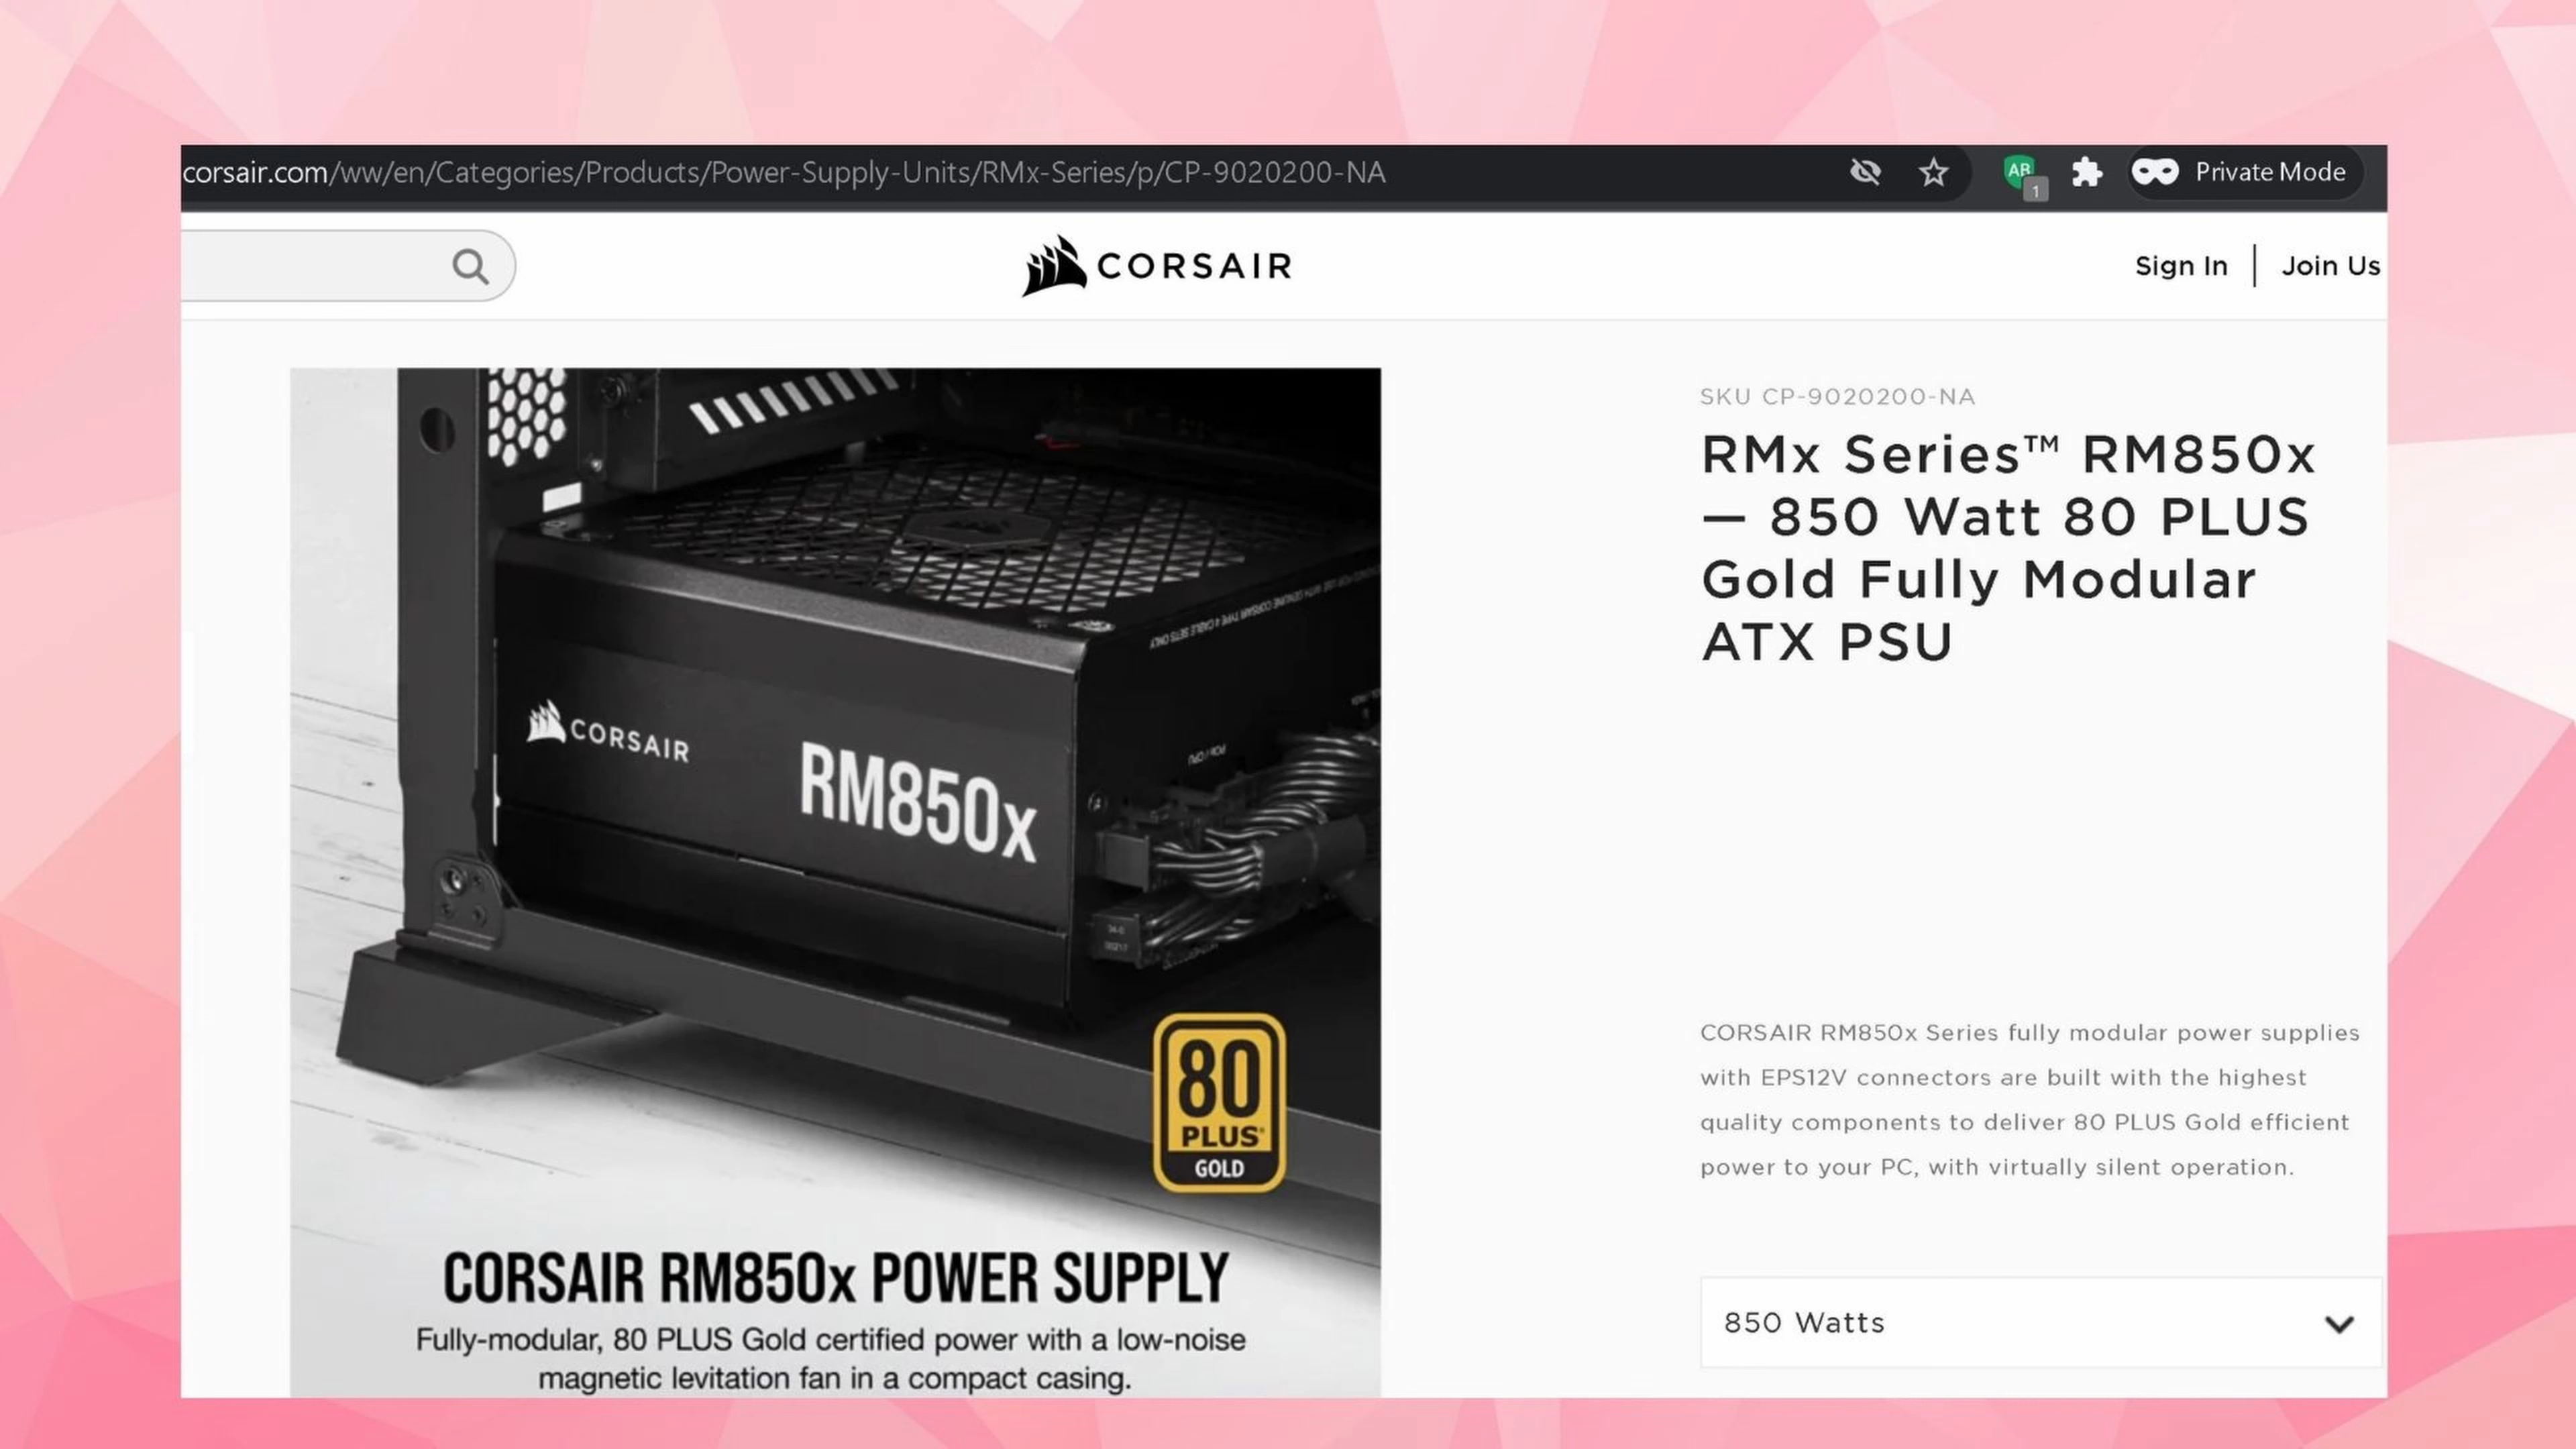 corsair.com/ww/en/Categories/Products/Power-Supply-Units/RMx-Series/p/CP-9020200-NA
AB
1
Private Mode
CORSAIR
Sign In
Join Us
SKU CP-9020200-NA
RMx Series™ RM850x
— 850 Watt 80 PLUS
Gold Fully Modular
ATX PSU
CORSAIR
RM850x
80
PLUS
GOLD
CORSAIR RM850x POWER SUPPLY
Fully-modular, 80 PLUS Gold certified power with a low-noise
magnetic levitation fan in a compact casing.
CORSAIR RM850x Series fully modular power supplies
with EPS12V connectors are built with the highest
quality components to deliver 80 PLUS Gold efficient
power to your PC, with virtually silent operation.
850 Watts